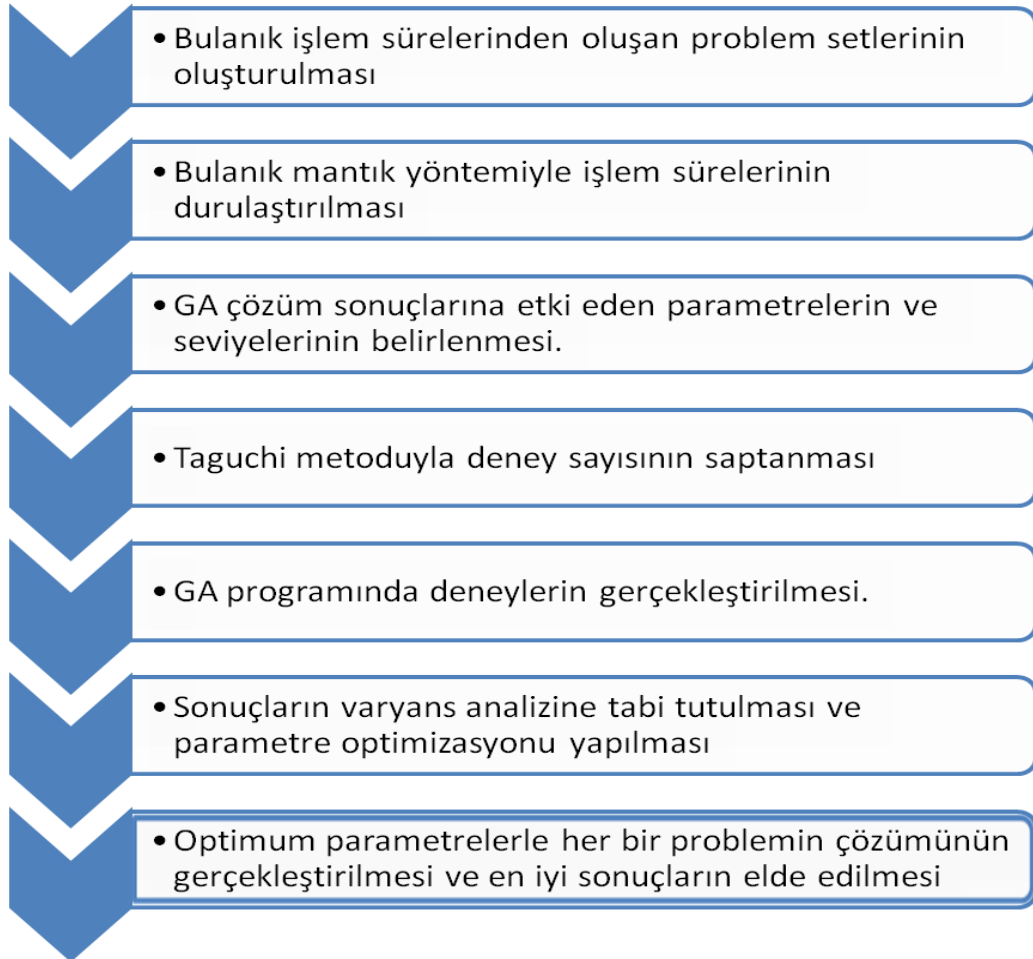 • Bulanık işlem sürelerinden oluşan problem setlerinin
oluşturulması
• Bulanık mantık yöntemiyle işlem sürelerinin
durulaştırılması
• GA çözüm sonuçlarına etki eden parametrelerin ve
seviyelerinin belirlenmesi.
• Taguchi metoduyla deney sayısının saptanması
• GA programında deneylerin gerçekleştirilmesi.
• Sonuçların varyans analizine tabi tutulması ve
parametre optimizasyonu yapılması
• Optimum parametrelerle her bir problemin çözümünün
gerçekleştirilmesi ve en iyi sonuçların elde edilmesi